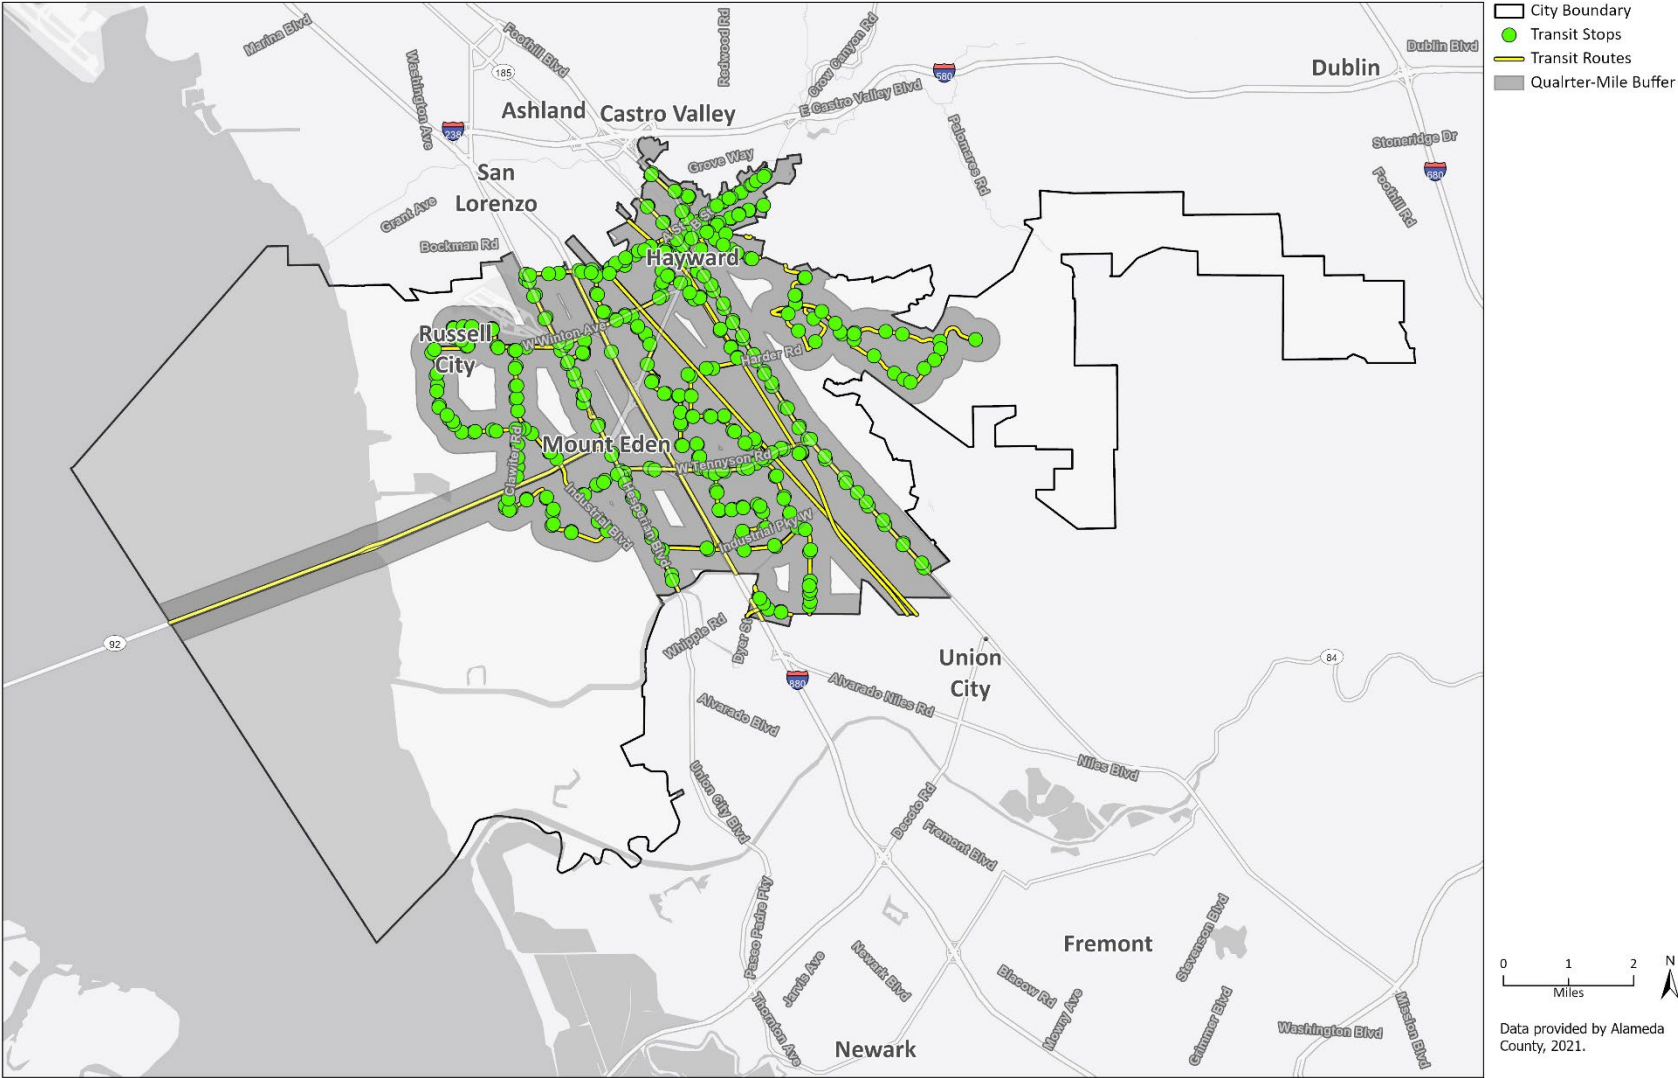 City Boundary
Transit Stops
Transit Routes
Qualrter-Mile Buffer
Marina Blvd
Washington Ave
Foothill Blvd
185
Redwood Rd
Crow Canyon Rd
580
E Castro Valley Blvd
Dublin
Dublin Blvd
Ashland
Castro Valley
238
Stoneridge Dr
680
Foothill Rd
Palomares Rd
Grove Way
San
Lorenzo
Grant Ave
Bockman Rd
A St
B St
Hayward
Russell
City
W Winton Ave
Harder Rd
Mount Eden
W Tennyson Rd
Clawiter Rd
Industrial Blvd
Hesperian Blvd
Industrial Pky W
92
Whipple Rd
Dyer St
880
Union
City
84
Alvarado Niles Rd
Alvarado Blvd
Niles Blvd
Union City Blvd
Decoto Rd
Fremont Blvd
Paseo Padre Pky
Fremont
Stevenson Blvd
Jarvis Ave
Newark Blvd
Blacow Rd
Mowry Ave
Grimmer Blvd
Washington Blvd
Mission Blvd
Thornton Ave
Newark
0 1 2
Miles
N
Data provided by Alameda
County, 2021.